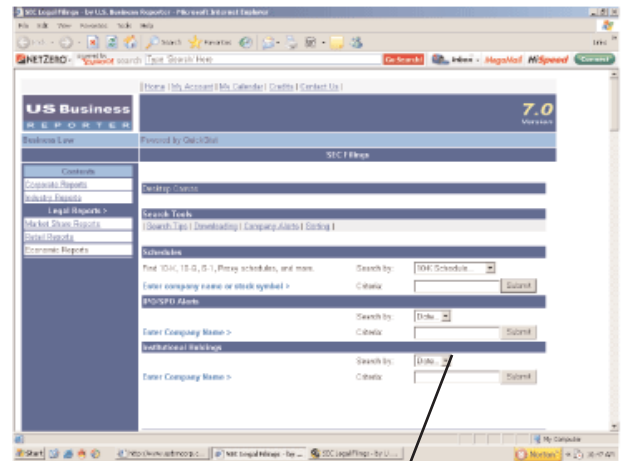 SEC Legal Filings - by U.S. Business Reporter - Microsoft Internet Explorer
File Edit View Favorites Tools Help
Search Favorites
Links
NETZERO search Type Search Here Go Search! Inbox MegaMail HiSpeed
| Home | My Account | My Calendar | Credits | Contact Us |
US Business
REPORTER
7.0
Version
Business Law
Powered by
SEC Filings
Contents
Corporate Reports
Industry Reports
Legal Reports >
Market Share Reports
Retail Reports
Economic Reports
Desktop
Search Tools
| Search Tips | Downloading | Company Alerts | Exiting |
Schedules
Find 10-K, 10-Q, S-1, Proxy schedules, and more. Search by: 10-K Schedule...
Enter company name or stock symbol > Criteria: Submit
IPO/SPO Alerts
Search by: Date...
Enter Company Name > Criteria: Submit
Institutional Holdings
Search by: Date...
Enter Company Name > Criteria: Submit
My Computer
Start SEC Legal Filings - by ... SEC Legal Filings - by U... Norton